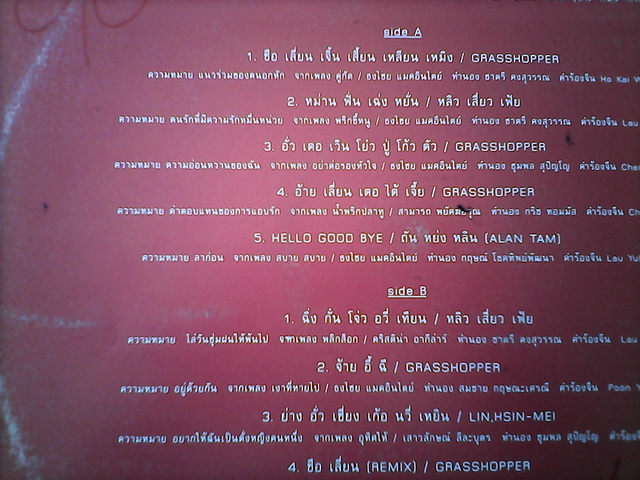 side A
1. ซือ เสี่ยน เจิ้น เสี้ยน เหลียน เหมิง / GRASSHOPPER
ความหมาย แนวร่วมของคนอกหัก จากเพลง คู่กัด / ธงไชย แมคอินไตย์ ทำนอง ชาตรี คงสุวรรณ คำร้องจีน Ho Kai
2. หม่าน ฟั่น เฉ่ง หยั่น / หลิว เสี่ยว เฟ้ย
ความหมาย คนรักที่มีความรักหมื่นหน่วย จากเพลง พริกขี้หนู / ธงไชย แมคอินไตย์ ทำนอง ชาตรี คงสุวรรณ คำร้องจีน Lau
3. อั่ว เตอ เวิน โย่ว ปู่ โก้ว ตัว / GRASSHOPPER
ความหมาย ความอ่อนหวานของฉัน จากเพลง อย่าต่อรองหัวใจ / ธงไชย แมคอินไตย์ ทำนอง ชุมพล สุปัญโญ คำร้องจีน
4. อ้าย เสี่ยน เตอ ไต้ เจี้ย / GRASSHOPPER
ความหมาย ค่าตอบแทนของการแอบรัก จากเพลง น้ำพริกปลาทู / สามารถ พยัคฆ์อรุณ ทำนอง กริช ทอมมัส คำร้องจีน
5. HELLO GOOD BYE / ถัน หย่ง หลิน (ALAN TAM)
ความหมาย ลาก่อน จากเพลง สบาย สบาย / ธงไชย แมคอินไตย์ ทำนอง กฤษณ์ โชคทิพย์พัฒนา คำร้องจีน Lau
side B
1. ฉิ่ง กั่น โจ่ว อวี่ เทียน / หลิว เสี่ยว เฟ้ย
ความหมาย ไล่วันชุ่มฝนให้พ้นไป จากเพลง พลิกล็อก / คริสติน่า อากีล่าร์ ทำนอง ชาตรี คงสุวรรณ คำร้องจีน Lau
2. จ้าย อี้ ฉี / GRASSHOPPER
ความหมาย อยู่ด้วยกัน จากเพลง เงาที่หายไป / ธงไชย แมคอินไตย์ ทำนอง สมชาย กฤษณะเศรณี คำร้องจีน Poon
3. ย่าง อั่ว เชี่ยง เก้อ นวี่ เหยิน / LIN,HSIN-MEI
ความหมาย อยากให้ฉันเป็นดั่งหญิงคนหนึ่ง จากเพลง อุทิศให้ / เสาวลักษณ์ ลีละบุตร ทำนอง ชุมพล สุปัญโญ คำร้องจีน
4. ซือ เสี่ยน (REMIX) / GRASSHOPPER